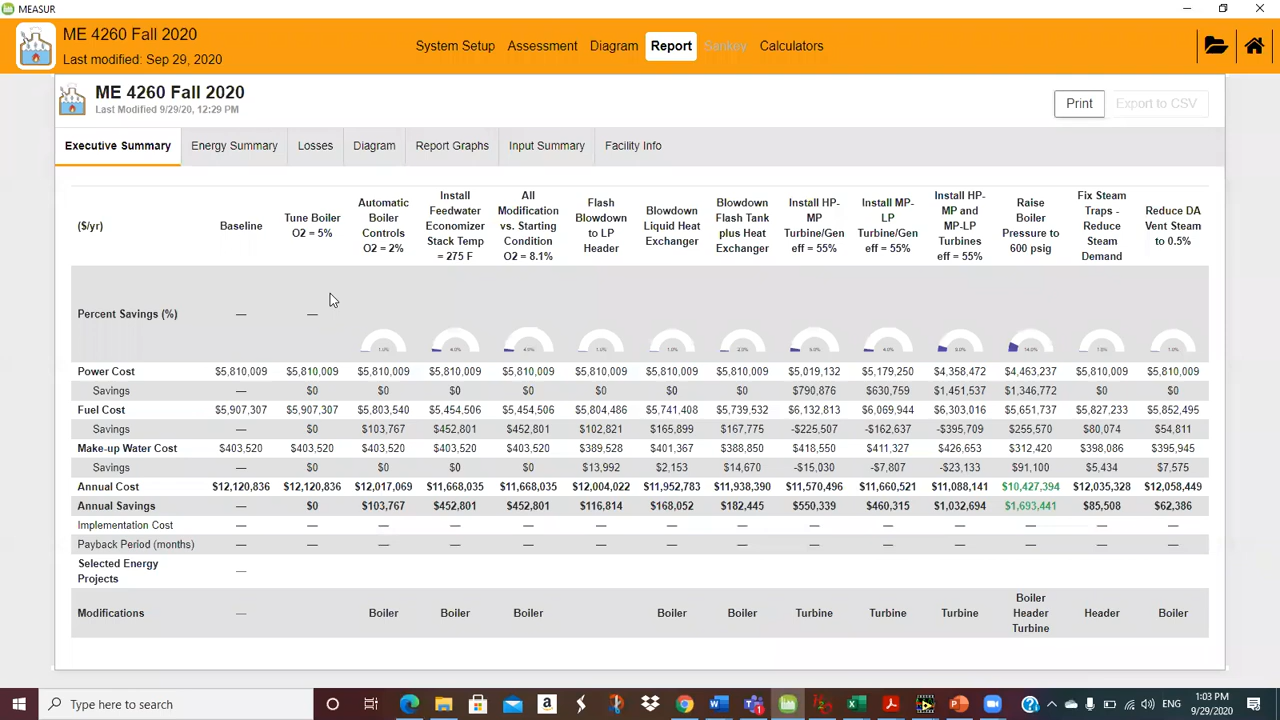 MEASUR
ME 4260 Fall 2020
Last modified: Sep 29, 2020
System Setup Assessment Diagram Report Sankey Calculators
ME 4260 Fall 2020
Last Modified 9/29/20, 12:29 PM
Print Export to CSV
Executive Summary Energy Summary Losses Diagram Report Graphs Input Summary Facility Info
($/yr) Baseline Tune Boiler O2 = 5% Automatic Boiler Controls O2 = 2% Install Feedwater Economizer Stack Temp = 275 F All Modification vs. Starting Condition O2 = 8.1% Flash Blowdown to LP Header Blowdown Liquid Heat Exchanger Blowdown Flash Tank plus Heat Exchanger Install HP-MP Turbine/Gen eff = 55% Install MP-LP Turbine/Gen eff = 55% Install HP-MP and MP-LP Turbines eff = 55% Raise Boiler Pressure to 600 psig Fix Steam Traps - Reduce Steam Demand Reduce DA Vent Steam to 0.5%
Percent Savings (%) — —
Power Cost $5,810,009 $5,810,009 $5,810,009 $5,810,009 $5,810,009 $5,810,009 $5,810,009 $5,810,009 $5,019,132 $5,179,250 $4,358,472 $4,463,237 $5,810,009 $5,810,009
Savings — $0 $0 $0 $0 $0 $0 $0 $790,876 $630,759 $1,451,537 $1,346,772 $0 $0
Fuel Cost $5,907,307 $5,907,307 $5,803,540 $5,454,506 $5,454,506 $5,804,486 $5,741,408 $5,739,532 $6,132,813 $6,069,944 $6,303,016 $5,651,737 $5,827,233 $5,852,495
Savings — $0 $103,767 $452,801 $452,801 $102,821 $165,899 $167,775 -$225,507 -$162,637 -$395,709 $255,570 $80,074 $54,811
Make-up Water Cost $403,520 $403,520 $403,520 $403,520 $403,520 $389,528 $401,367 $388,850 $418,550 $411,327 $426,653 $312,420 $398,086 $395,945
Savings — $0 $0 $0 $0 $13,992 $2,153 $14,670 -$15,030 -$7,807 -$23,133 $91,100 $5,434 $7,575
Annual Cost $12,120,836 $12,120,836 $12,017,069 $11,668,035 $11,668,035 $12,004,022 $11,952,783 $11,938,390 $11,570,496 $11,660,521 $11,088,141 $10,427,394 $12,035,328 $12,058,449
Annual Savings — $0 $103,767 $452,801 $452,801 $116,814 $168,052 $182,445 $550,339 $460,315 $1,032,694 $1,693,441 $85,508 $62,386
Implementation Cost — — — — — — — — — — — — — —
Payback Period (months) — — — — — — — — — — — — — —
Selected Energy Projects —
Modifications — Boiler Boiler Boiler Boiler Boiler Turbine Turbine Turbine Boiler Header Turbine Header Boiler
Type here to search
ENG
1:03 PM
9/29/2020